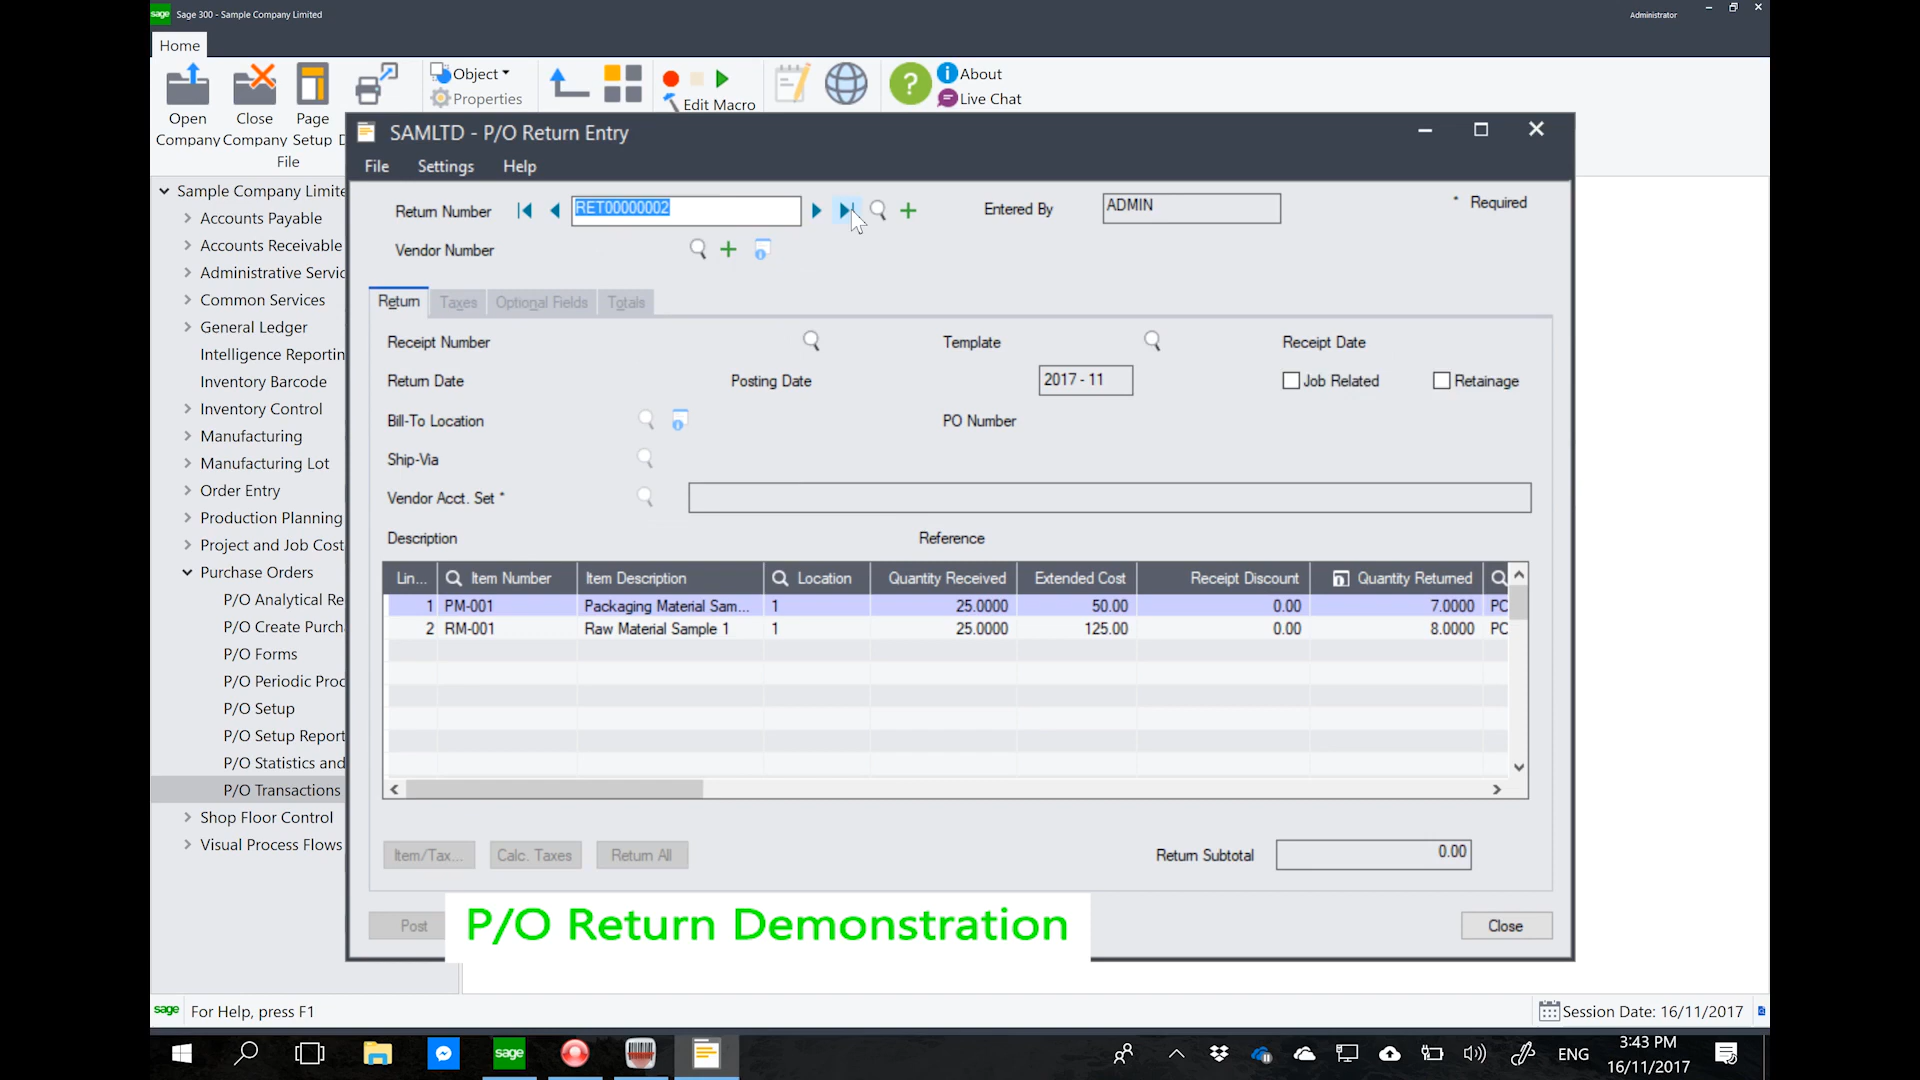 sage Sage 300 - Sample Company Limited
Administrator
Home
Object
Properties
Edit Macro
?
About
Live Chat
Open Company
Close Company
Page Setup
File
SAMLTD - P/O Return Entry
File Settings Help
Return Number RET00000002 Entered By ADMIN * Required
Vendor Number
Return Taxes Optional Fields Totals
Receipt Number Template Receipt Date
Return Date Posting Date 2017 - 11 Job Related Retainage
Bill-To Location PO Number
Ship-Via
Vendor Acct. Set *
Description Reference
Lin... Item Number Item Description Location Quantity Received Extended Cost Receipt Discount Quantity Returned
1 PM-001 Packaging Material Sam... 1 25.0000 50.00 0.00 7.0000 PC
2 RM-001 Raw Material Sample 1 1 25.0000 125.00 0.00 8.0000 PC
Item/Tax... Calc. Taxes Return All Return Subtotal 0.00
Post Close
P/O Return Demonstration
Sample Company Limite
Accounts Payable
Accounts Receivable
Administrative Servic
Common Services
General Ledger
Intelligence Reportin
Inventory Barcode
Inventory Control
Manufacturing
Manufacturing Lot
Order Entry
Production Planning
Project and Job Cost
Purchase Orders
P/O Analytical Re
P/O Create Purch
P/O Forms
P/O Periodic Proc
P/O Setup
P/O Setup Report
P/O Statistics and
P/O Transactions
Shop Floor Control
Visual Process Flows
sage For Help, press F1
Session Date: 16/11/2017
sage
ENG
3:43 PM
16/11/2017